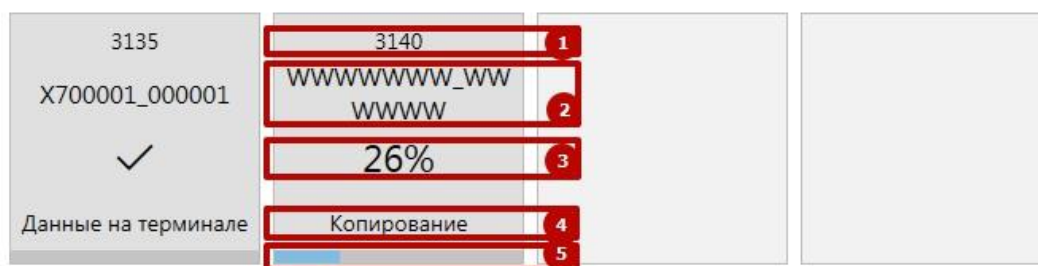 3135
X700001_000001
Данные на терминале
3140
WWWWWWW_WW
WWWW
26%
Копирование
1
2
3
4
5